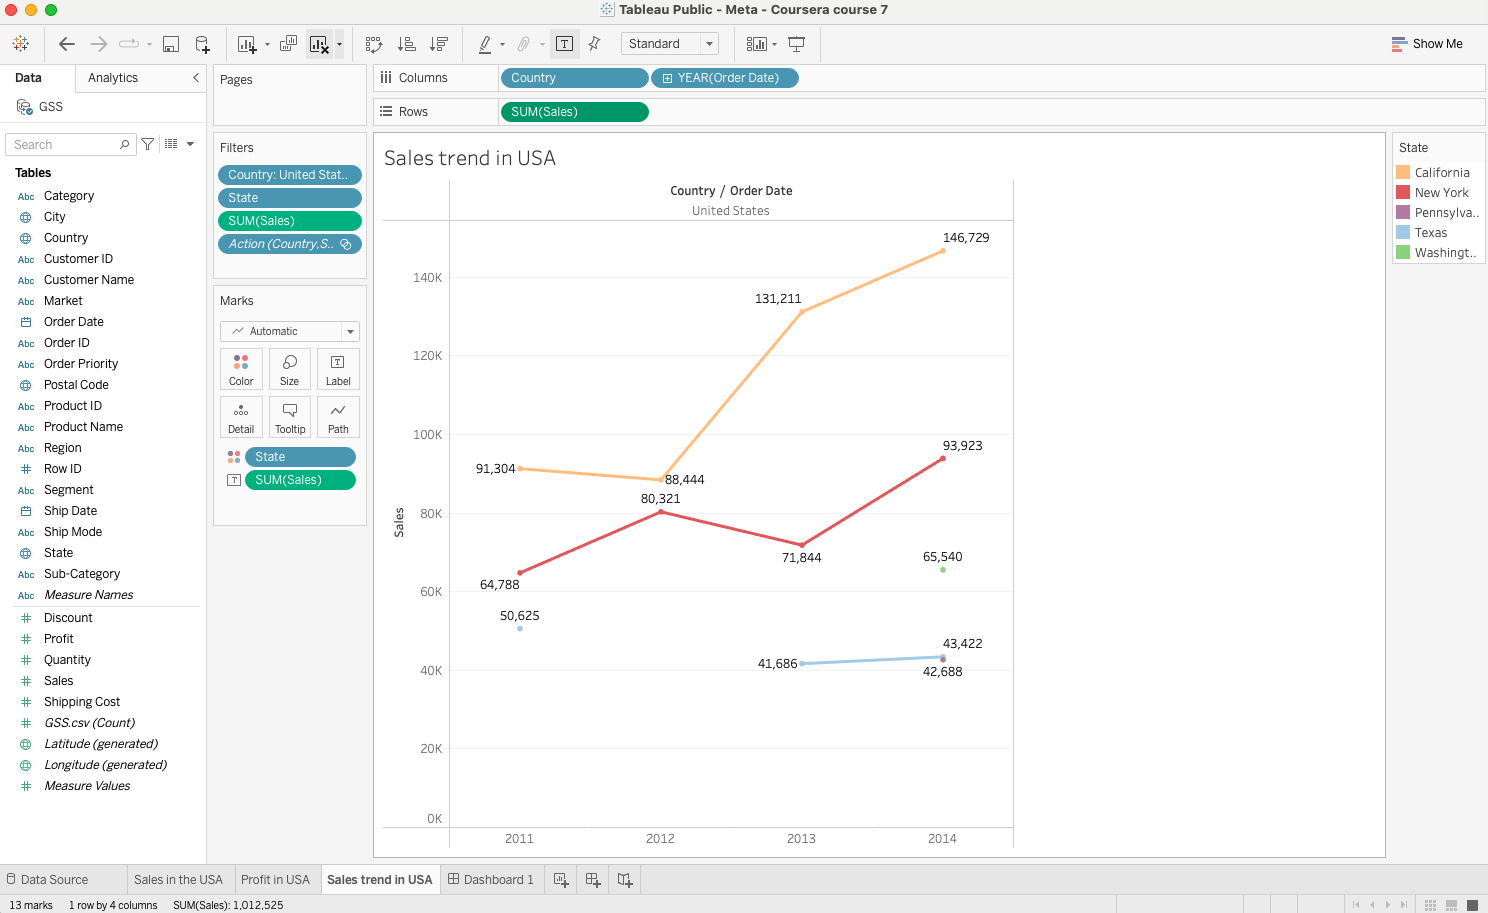 Tableau Public - Meta - Coursera course 7
Standard
Show Me
Data
Analytics
GSS
Search
Tables
Abc Category
City
Country
Abc Customer ID
Abc Customer Name
Abc Market
Order Date
Abc Order ID
Abc Order Priority
Postal Code
Abc Product ID
Abc Product Name
Abc Region
Row ID
Abc Segment
Ship Date
Abc Ship Mode
State
Abc Sub-Category
Abc Measure Names
Discount
Profit
Quantity
Sales
Shipping Cost
GSS.csv (Count)
Latitude (generated)
Longitude (generated)
Measure Values
Pages
Filters
Country: United Stat..
State
SUM(Sales)
Action (Country,S..
Marks
Automatic
Color
Size
Label
Detail
Tooltip
Path
State
SUM(Sales)
Columns
Country
YEAR(Order Date)
Rows
SUM(Sales)
Sales trend in USA
Country / Order Date
United States
Sales
140K
120K
100K
80K
60K
40K
20K
0K
146,729
131,211
93,923
91,304
88,444
80,321
71,844
65,540
64,788
50,625
43,422
41,686
42,688
2011
2012
2013
2014
State
California
New York
Pennsylva..
Texas
Washingt..
Data Source
Sales in the USA
Profit in USA
Sales trend in USA
Dashboard 1
13 marks
1 row by 4 columns
SUM(Sales): 1,012,525